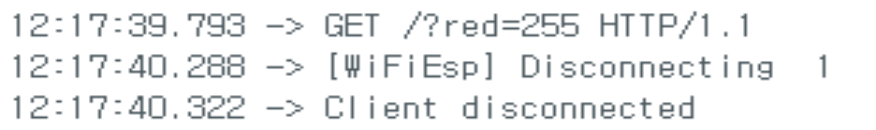 12:17:39.793 -> GET /?red=255 HTTP/1.1
12:17:40.288 -> [WiFiEsp] Disconnecting  1
12:17:40.322 -> Client disconnected